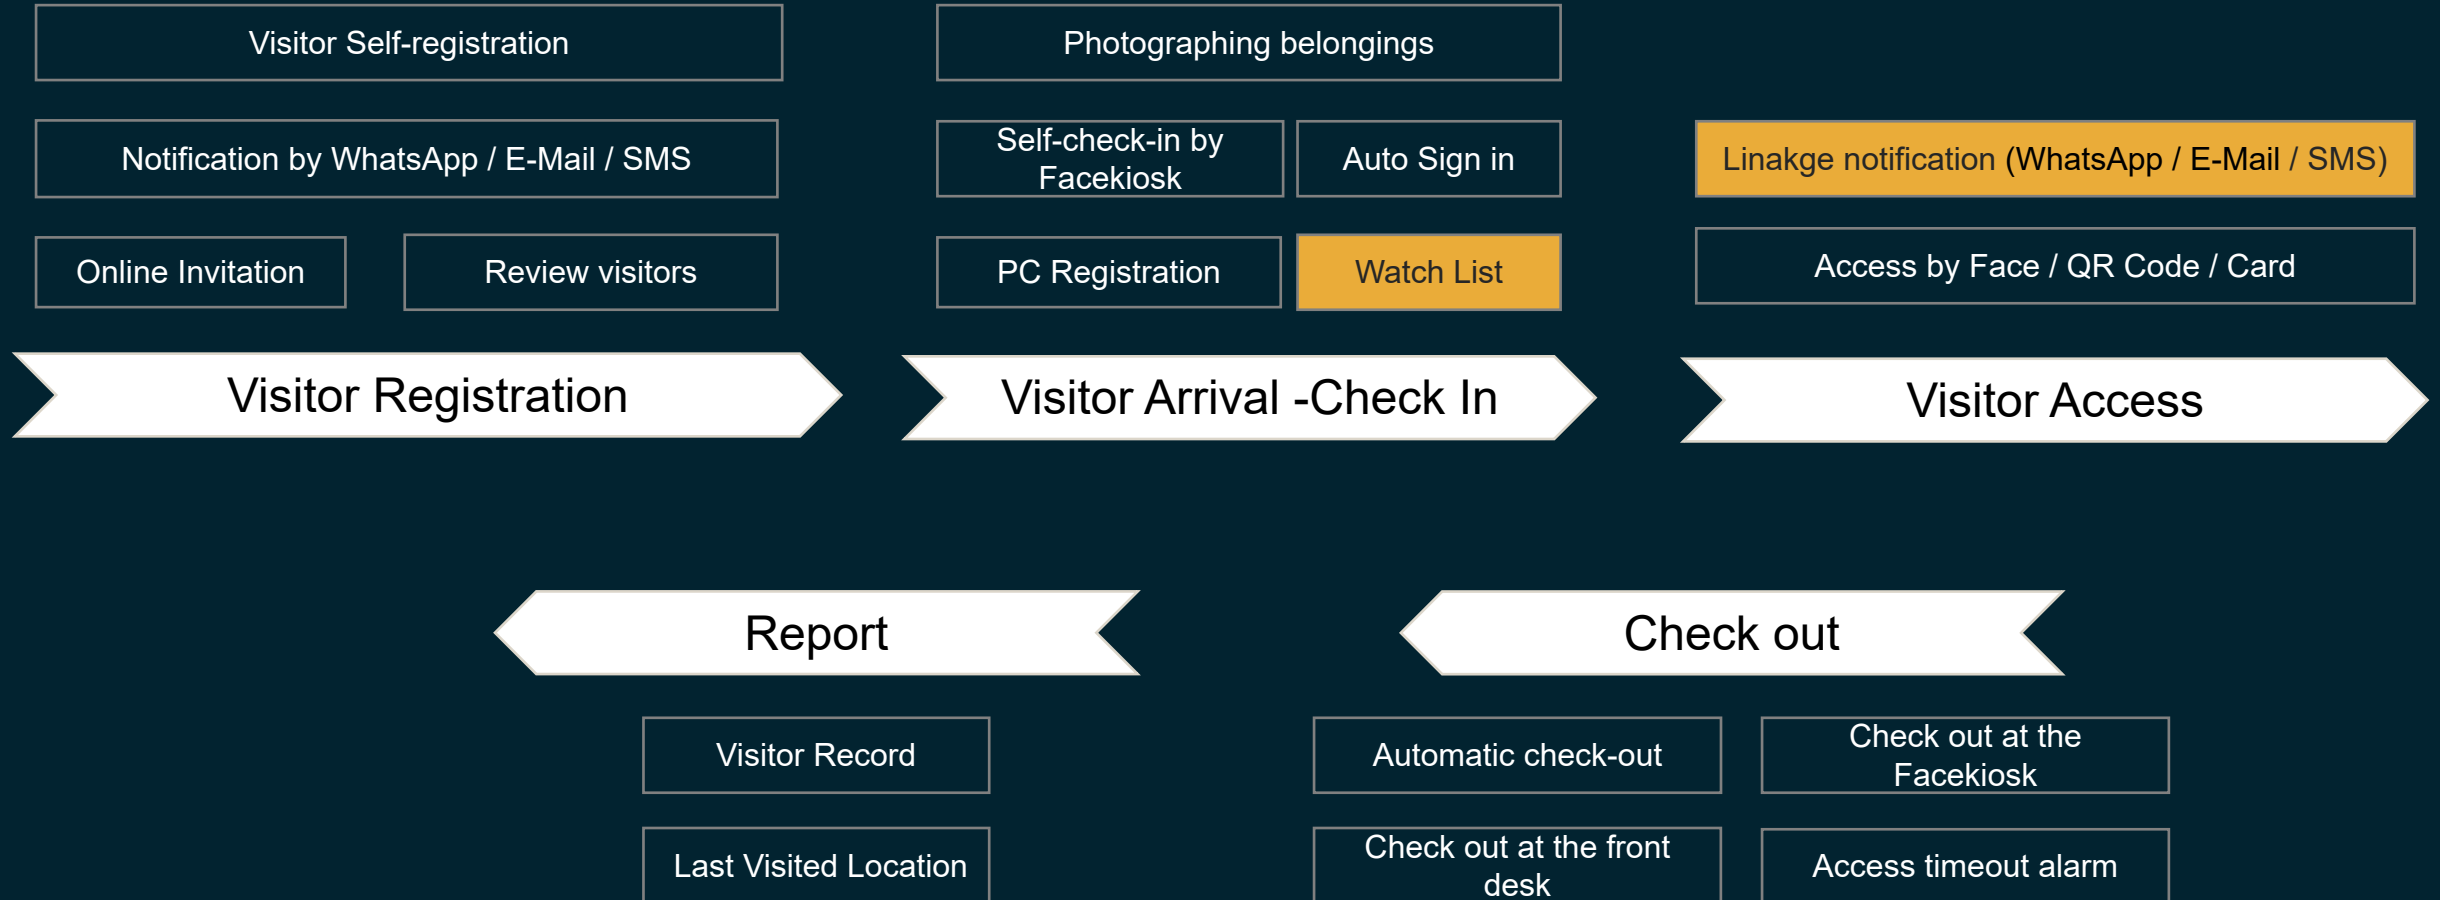 Visitor Self-registration
Notification by WhatsApp / E-Mail / SMS
Online Invitation
Review visitors
Visitor Registration
Photographing belongings
Self-check-in by
Facekiosk
Auto Sign in
PC Registration
Watch List
Visitor Arrival -Check In
Linakge notification (WhatsApp / E-Mail / SMS)
Access by Face / QR Code / Card
Visitor Access
Report
Visitor Record
Last Visited Location
Check out
Automatic check-out
Check out at the
Facekiosk
Check out at the front
desk
Access timeout alarm